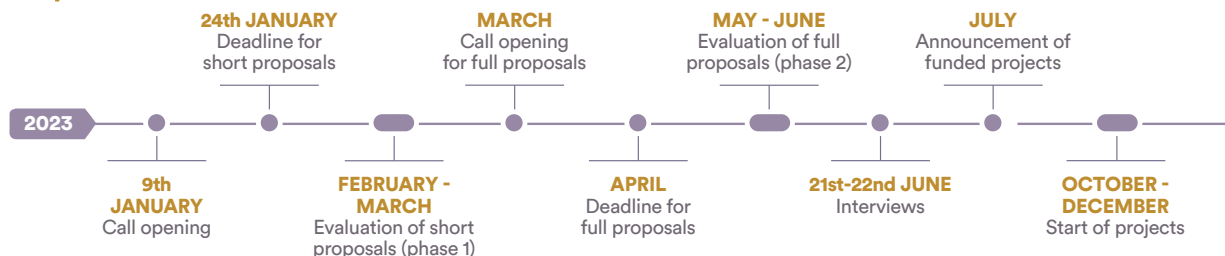 2023
9th
JANUARY
Call opening
24th JANUARY
Deadline for
short proposals
FEBRUARY -
MARCH
Evaluation of short
proposals (phase 1)
MARCH
Call opening
for full proposals
APRIL
Deadline for
full proposals
MAY - JUNE
Evaluation of full
proposals (phase 2)
21st-22nd JUNE
Interviews
JULY
Announcement of
funded projects
OCTOBER -
DECEMBER
Start of projects